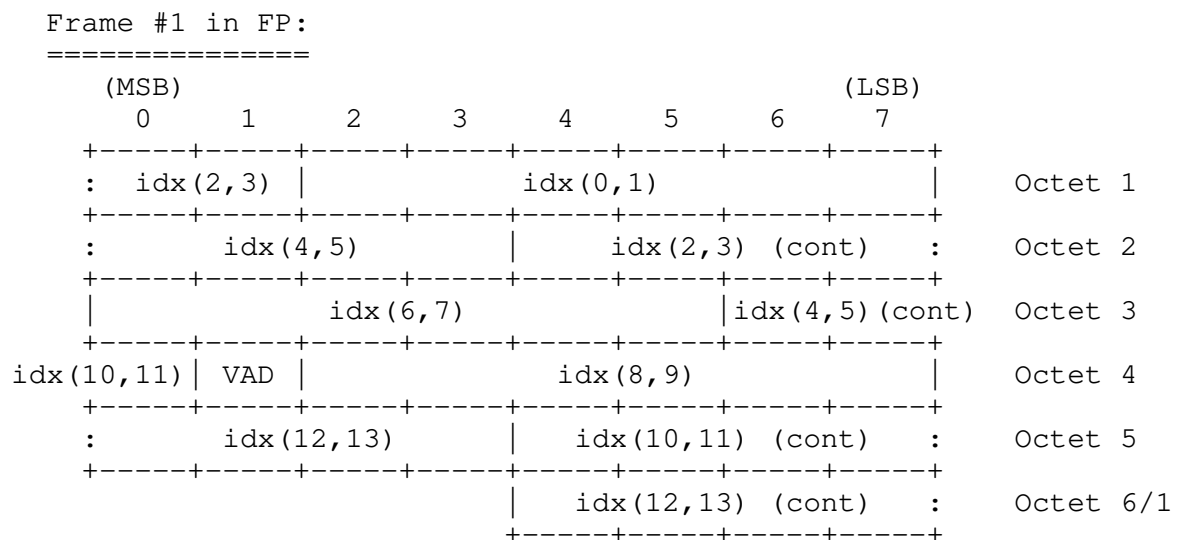 Frame #1 in FP:
===============
(MSB) (LSB)
0 1 2 3 4 5 6 7
+-----+-----+-----+-----+-----+-----+-----+-----+
: idx(2,3) | idx(0,1) | Octet 1
+-----+-----+-----+-----+-----+-----+-----+-----+
: idx(4,5) | idx(2,3) (cont) : Octet 2
+-----+-----+-----+-----+-----+-----+-----+-----+
| idx(6,7) |idx(4,5)(cont) Octet 3
+-----+-----+-----+-----+-----+-----+-----+-----+
idx(10,11)| VAD | idx(8,9) | Octet 4
+-----+-----+-----+-----+-----+-----+-----+-----+
: idx(12,13) | idx(10,11) (cont) : Octet 5
+-----+-----+-----+-----+-----+-----+-----+-----+
| idx(12,13) (cont) : Octet 6/1
+-----+-----+-----+-----+